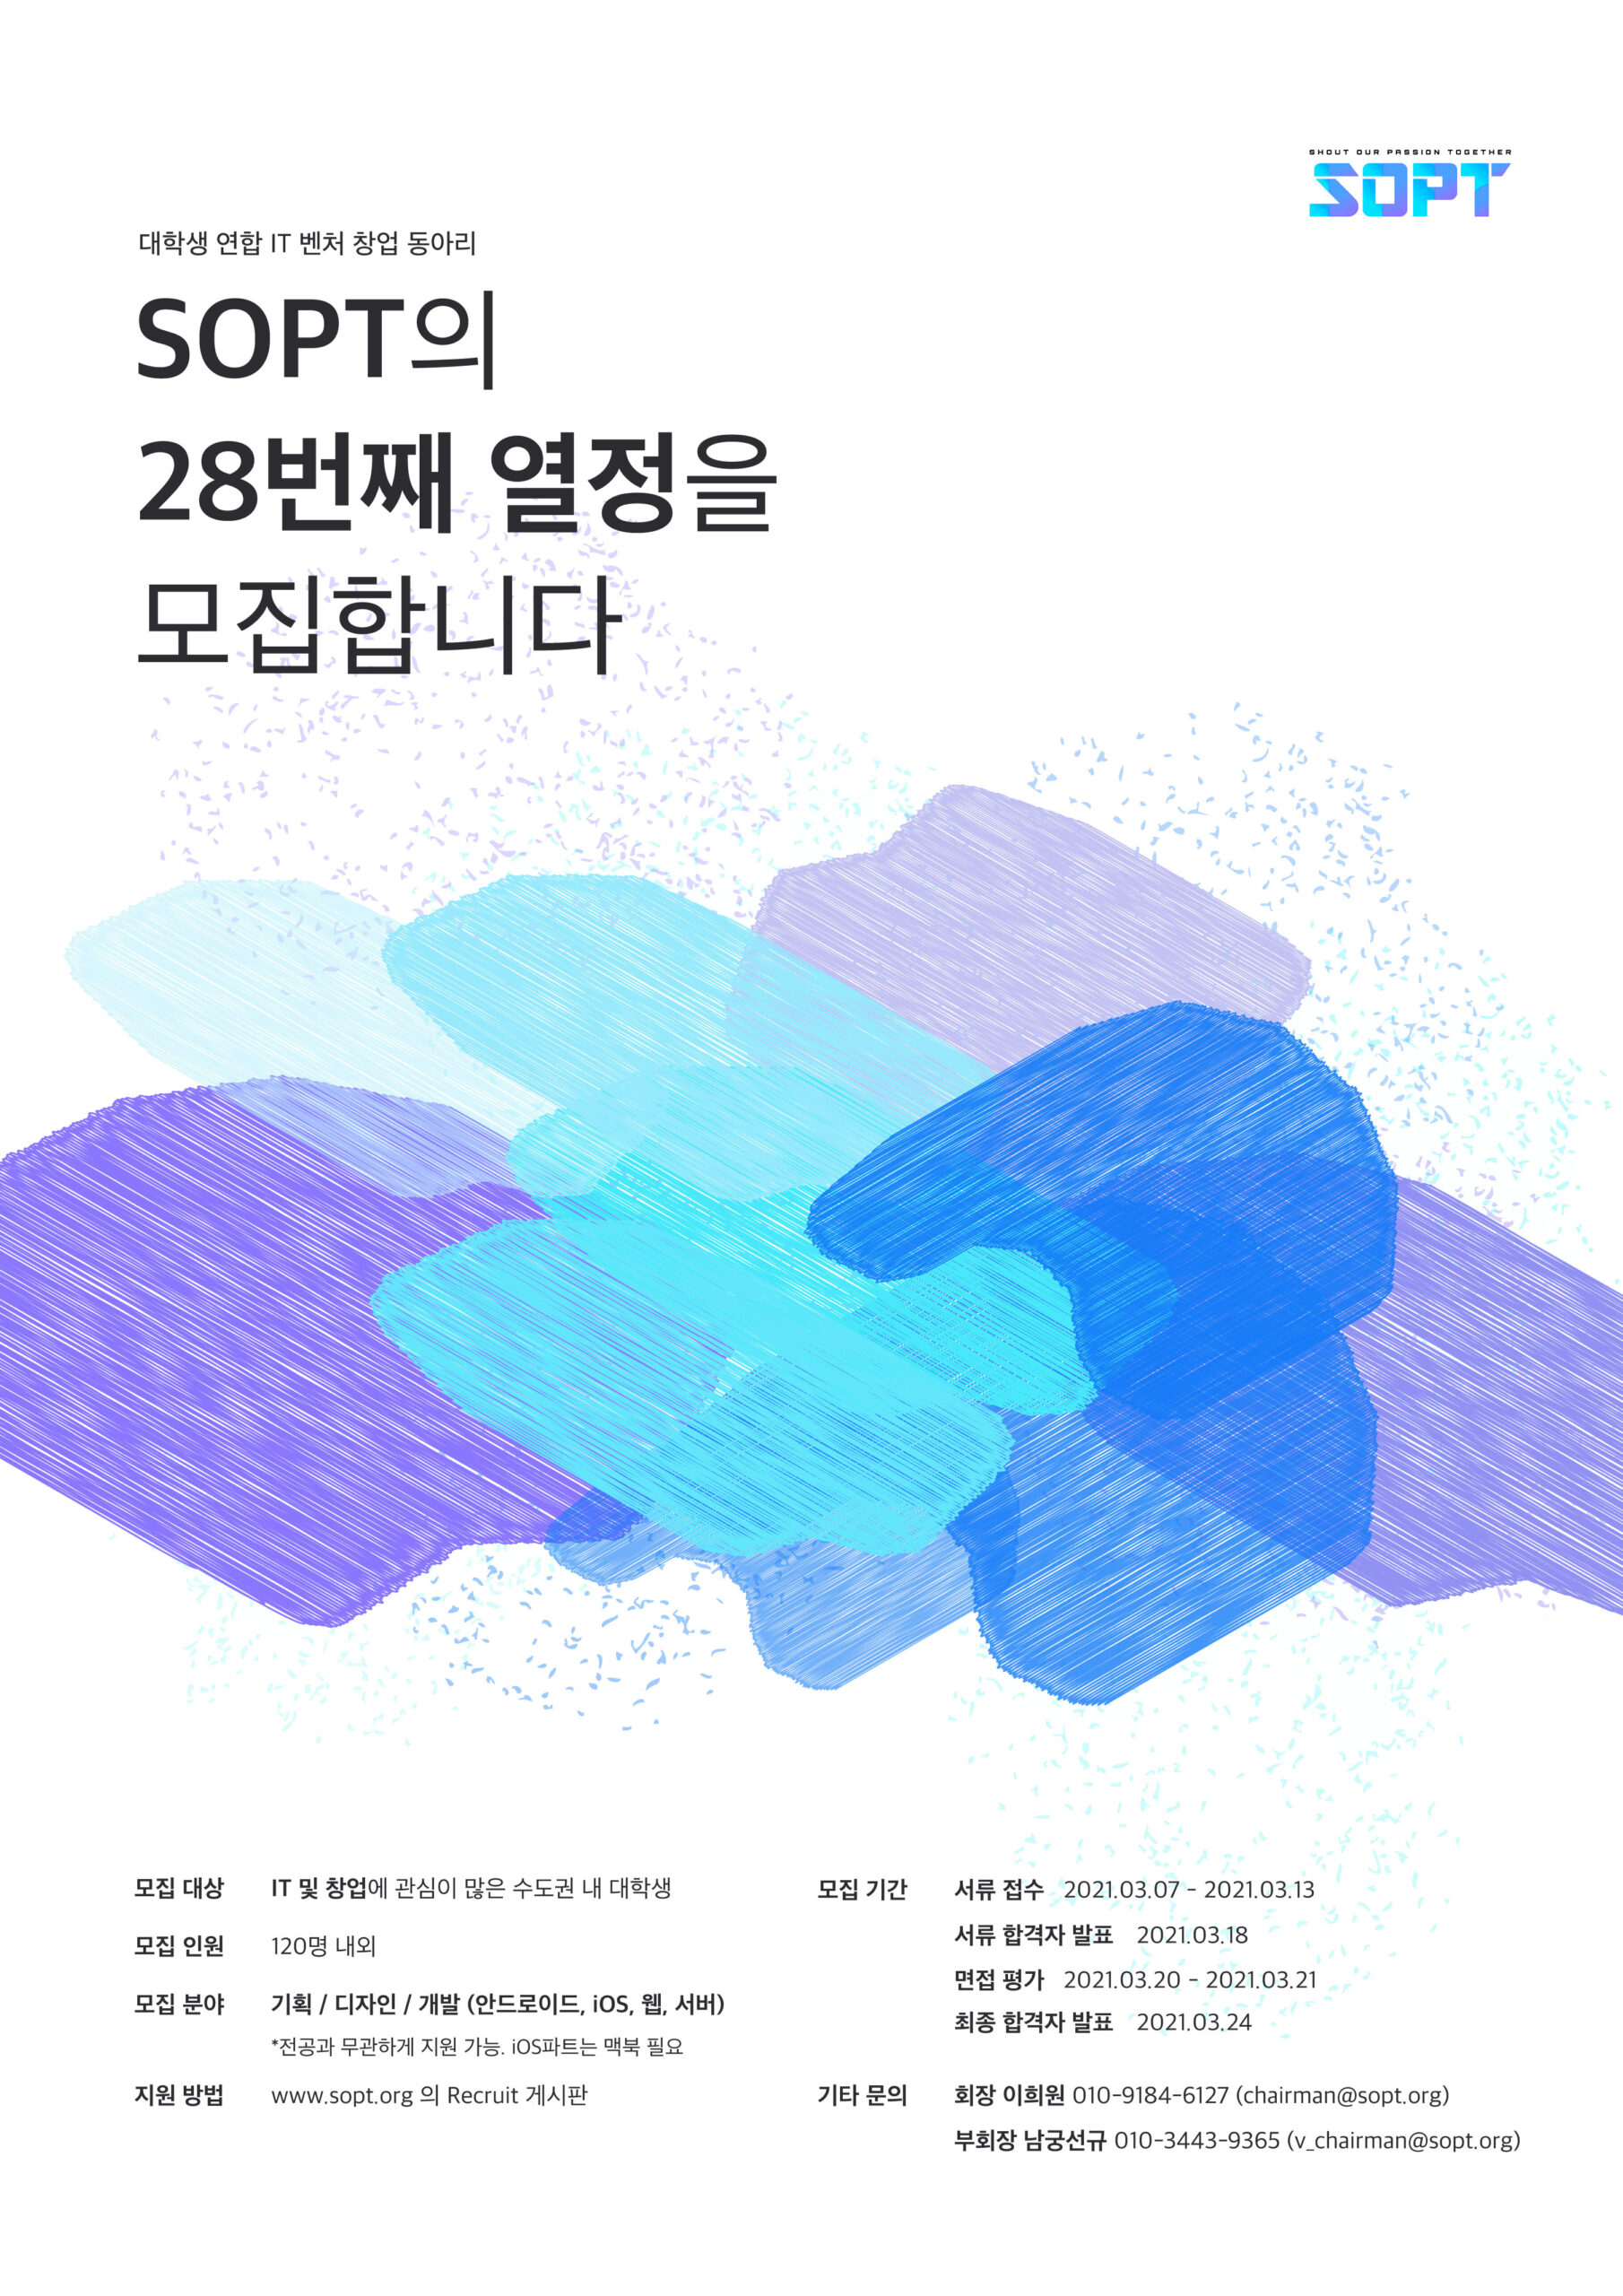 SHOUT OUR PASSION TOGETHER
SOPT
대학생 연합 IT 벤처 창업 동아리
SOPT의
28번째 열정을
모집합니다
모집 대상 IT 및 창업에 관심이 많은 수도권 내 대학생
모집 인원 120명 내외
모집 분야 기획 / 디자인 / 개발 (안드로이드, iOS, 웹, 서버)
*전공과 무관하게 지원 가능. iOS파트는 맥북 필요
지원 방법 www.sopt.org 의 Recruit 게시판
모집 기간 서류 접수 2021.03.07 - 2021.03.13
서류 합격자 발표 2021.03.18
면접 평가 2021.03.20 - 2021.03.21
최종 합격자 발표 2021.03.24
기타 문의 회장 이희원 010-9184-6127 (chairman@sopt.org)
부회장 남궁선규 010-3443-9365 (v_chairman@sopt.org)